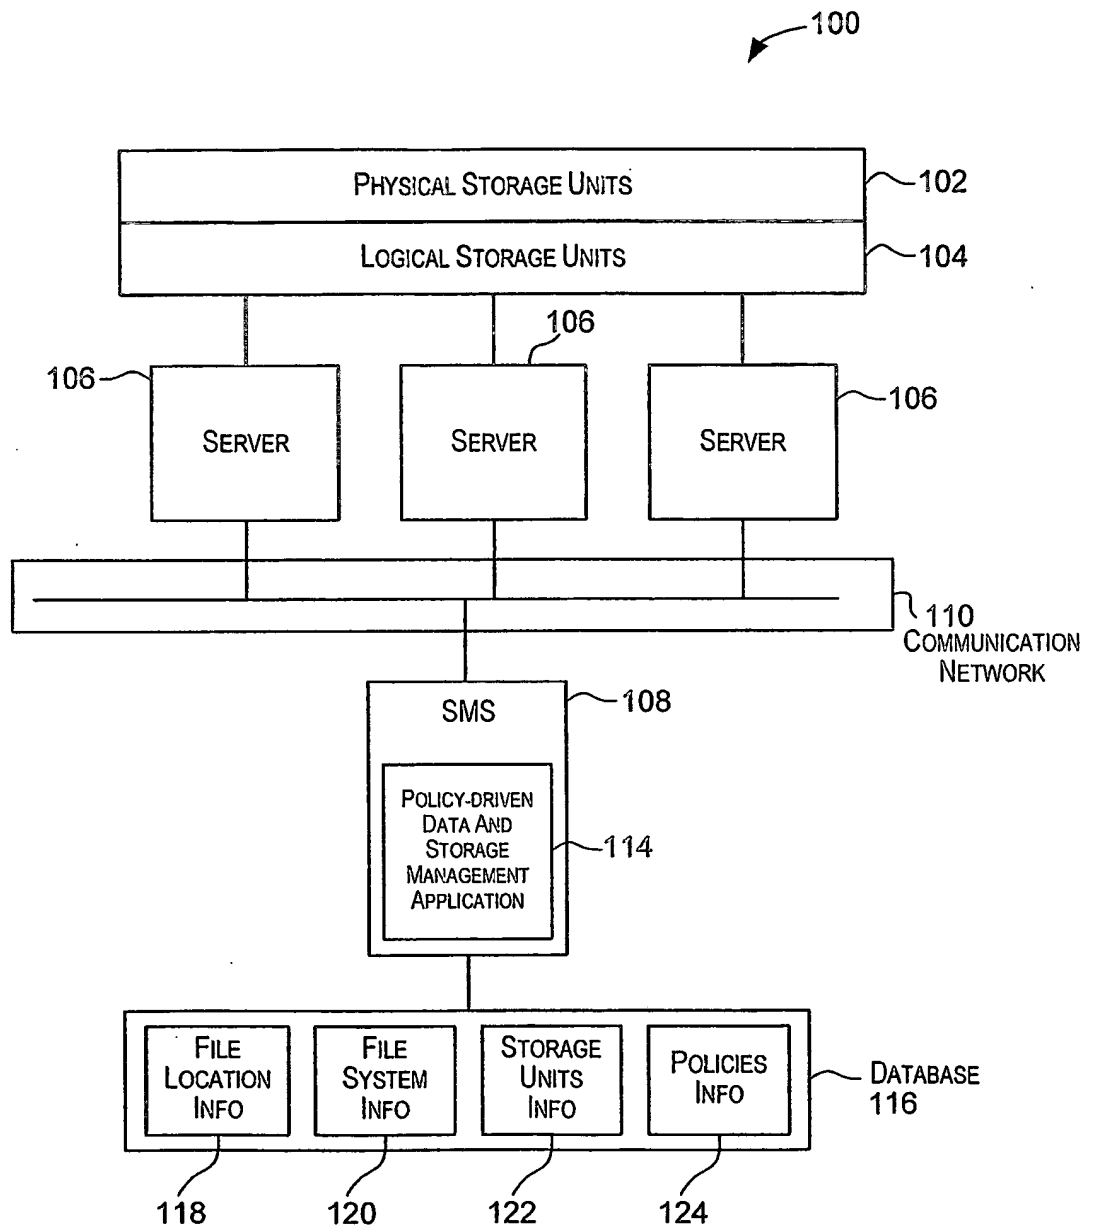 100
PHYSICAL STORAGE UNITS
102
LOGICAL STORAGE UNITS
104
106
106
106
SERVER
SERVER
SERVER
110
COMMUNICATION
NETWORK
SMS
108
POLICY-DRIVEN
DATA AND
STORAGE
MANAGEMENT
APPLICATION
114
FILE
LOCATION
INFO
FILE
SYSTEM
INFO
STORAGE
UNITS
INFO
POLICIES
INFO
DATABASE
116
118
120
122
124